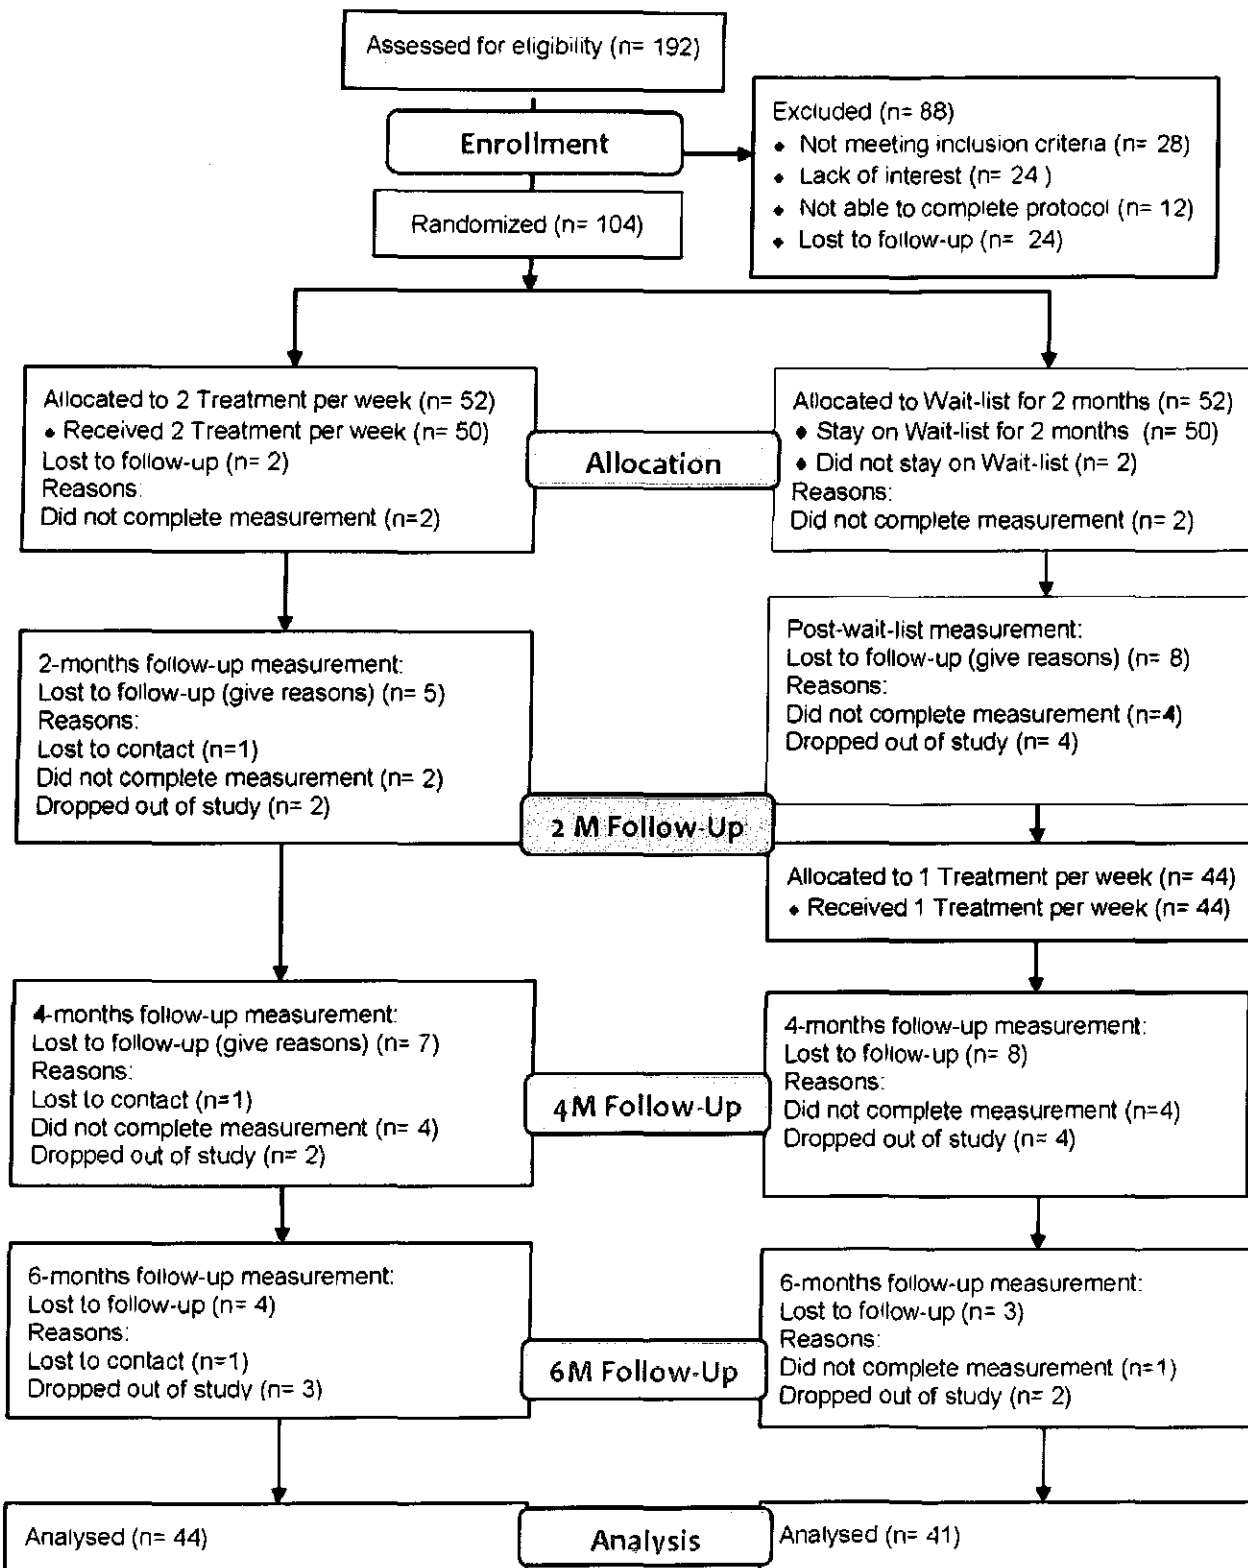 Assessed for eligibility (n= 192)
Enrollment
Excluded (n= 88)
⬥ Not meeting inclusion criteria (n= 28)
⬥ Lack of interest (n= 24 )
⬥ Not able to complete protocol (n= 12)
⬥ Lost to follow-up (n= 24)
Randomized (n= 104)
Allocated to 2 Treatment per week (n= 52)
⬥ Received 2 Treatment per week (n= 50)
Lost to follow-up (n= 2)
Reasons:
Did not complete measurement (n=2)
Allocation
Allocated to Wait-list for 2 months (n= 52)
⬥ Stay on Wait-list for 2 months (n= 50)
⬥ Did not stay on Wait-list (n= 2)
Reasons:
Did not complete measurement (n= 2)
2-months follow-up measurement:
Lost to follow-up (give reasons) (n= 5)
Reasons:
Lost to contact (n=1)
Did not complete measurement (n= 2)
Dropped out of study (n= 2)
Post-wait-list measurement:
Lost to follow-up (give reasons) (n= 8)
Reasons:
Did not complete measurement (n=4)
Dropped out of study (n= 4)
2 M Follow-Up
Allocated to 1 Treatment per week (n= 44)
⬥ Received 1 Treatment per week (n= 44)
4-months follow-up measurement:
Lost to follow-up (give reasons) (n= 7)
Reasons:
Lost to contact (n=1)
Did not complete measurement (n= 4)
Dropped out of study (n= 2)
4M Follow-Up
4-months follow-up measurement:
Lost to follow-up (n= 8)
Reasons:
Did not complete measurement (n=4)
Dropped out of study (n= 4)
6-months follow-up measurement:
Lost to follow-up (n= 4)
Reasons:
Lost to contact (n=1)
Dropped out of study (n= 3)
6M Follow-Up
6-months follow-up measurement:
Lost to follow-up (n= 3)
Reasons:
Did not complete measurement (n=1)
Dropped out of study (n= 2)
Analysed (n= 44)
Analysis
Analysed (n= 41)